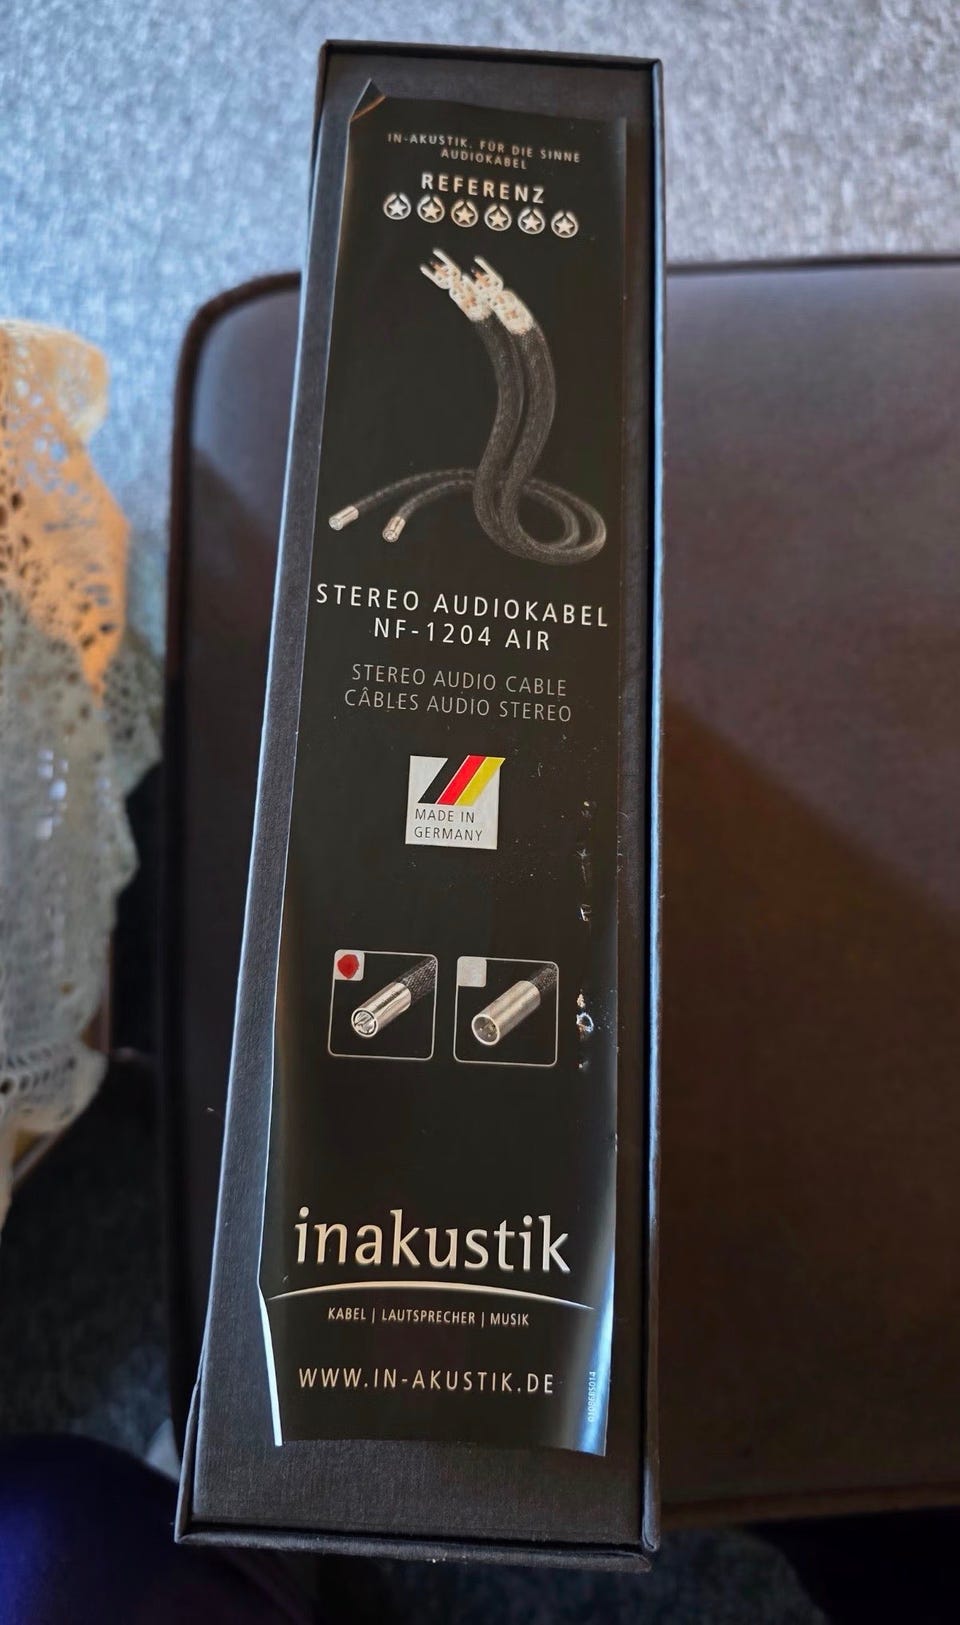 IN-AKUSTIK. FÜR DIE SINNE
AUDIOKABEL
REFERENZ
STEREO AUDIOKABEL
NF-1204 AIR
STEREO AUDIO CABLE
CÂBLES AUDIO STEREO
MADE IN
GERMANY
inakustik
KABEL | LAUTSPRECHER | MUSIK
WWW.IN-AKUSTIK.DE